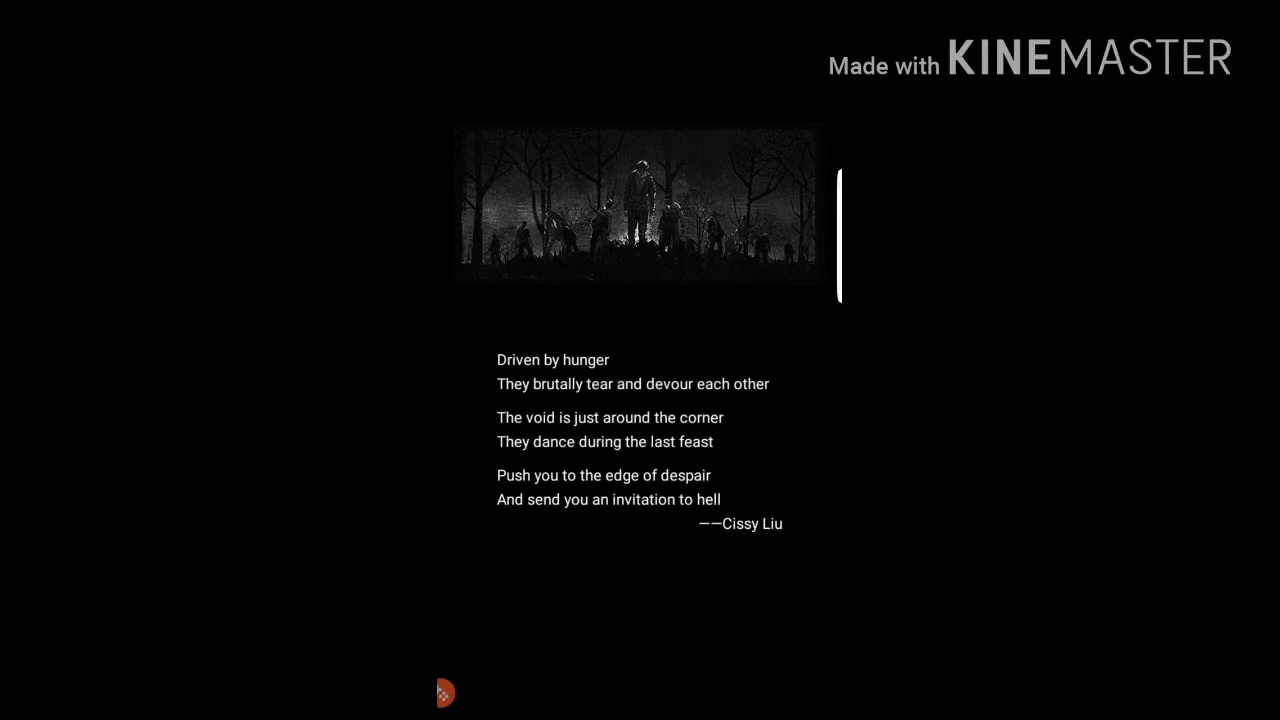 Made with KINEMASTER
Driven by hunger
They brutally tear and devour each other
The void is just around the corner
They dance during the last feast
Push you to the edge of despair
And send you an invitation to hell
——Cissy Liu